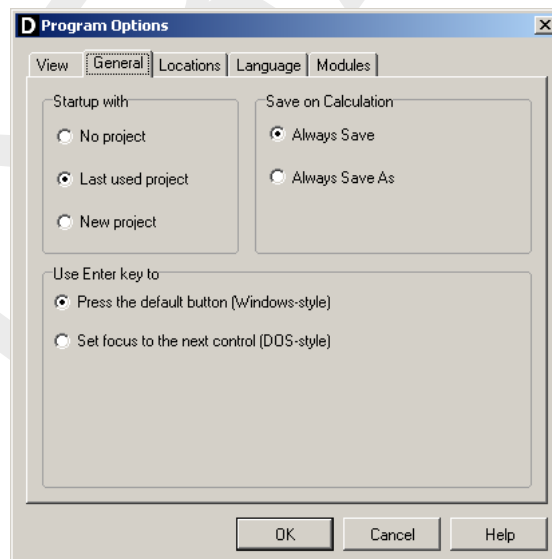 D Program Options
View General Locations Language Modules
Startup with
No project
Last used project
New project
Save on Calculation
Always Save
Always Save As
Use Enter key to
Press the default button (Windows-style)
Set focus to the next control (DOS-style)
OK Cancel Help